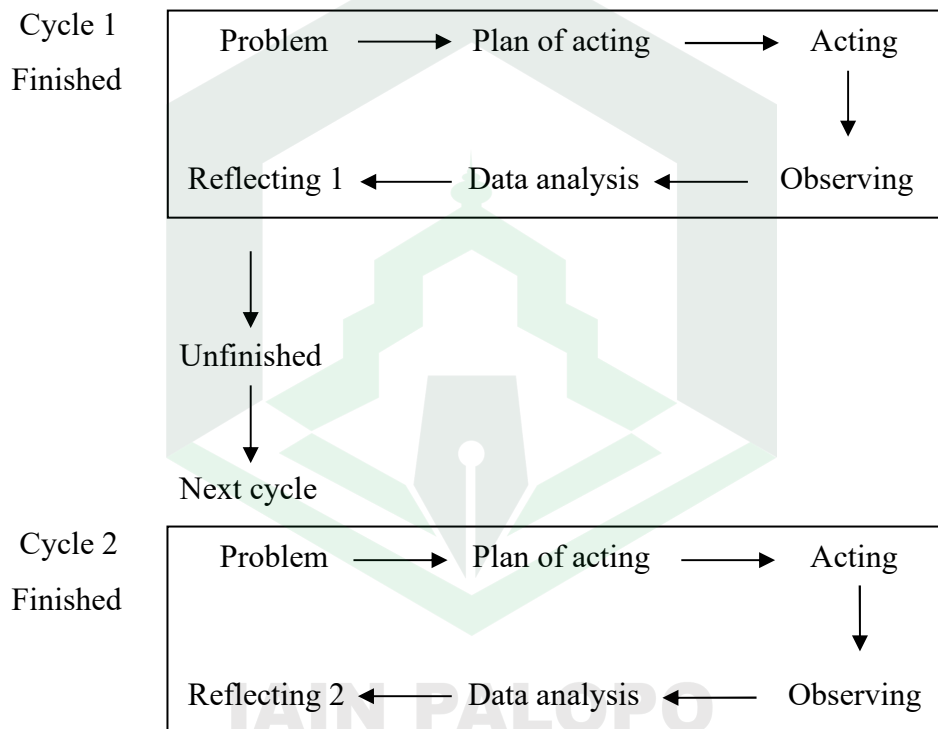 Cycle 1
Finished
Problem Plan of acting Acting
Reflecting 1 Data analysis Observing
Unfinished
Next cycle
Cycle 2
Finished
Problem Plan of acting Acting
Reflecting 2 Data analysis Observing
IAIN PALOPO